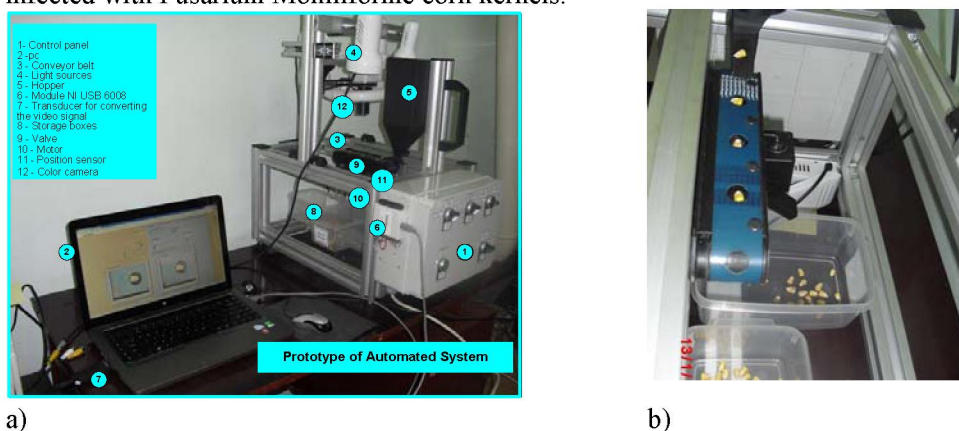 infected with Fusarium Moniliforme corn kernels.
1- Control panel
2 -pc
3 - Conveyor belt
4 - Light sources
5 - Hopper
6 - Module NI USB 6008
7 - Transducer for converting
the video signal
8 - Storage boxes
9 - Valve
10 - Motor
11 - Position sensor
12 - Color camera
4
5
12
3
9
11
10
8
6
2
1
7
Prototype of Automated System
13/1/
a)
b)